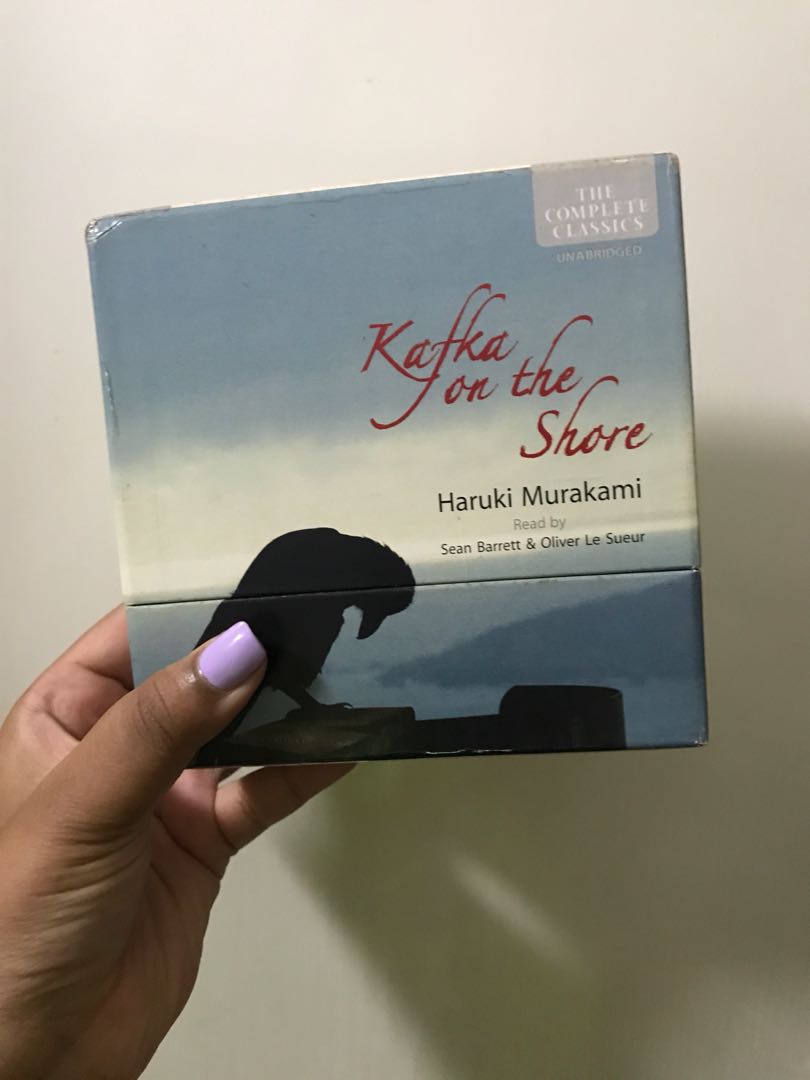 THE
COMPLETE
CLASSICS
UNABRIDGED
Kafka
on the
Shore
Haruki Murakami
Read by
Sean Barrett & Oliver Le Sueur